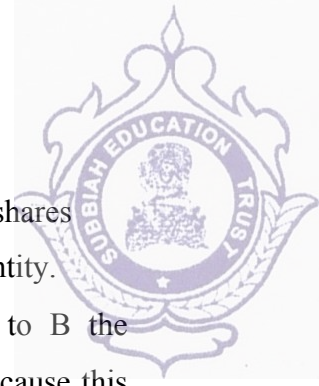 SUBBIAH EDUCATION TRUST
shares
ntity.
to B the
cause this